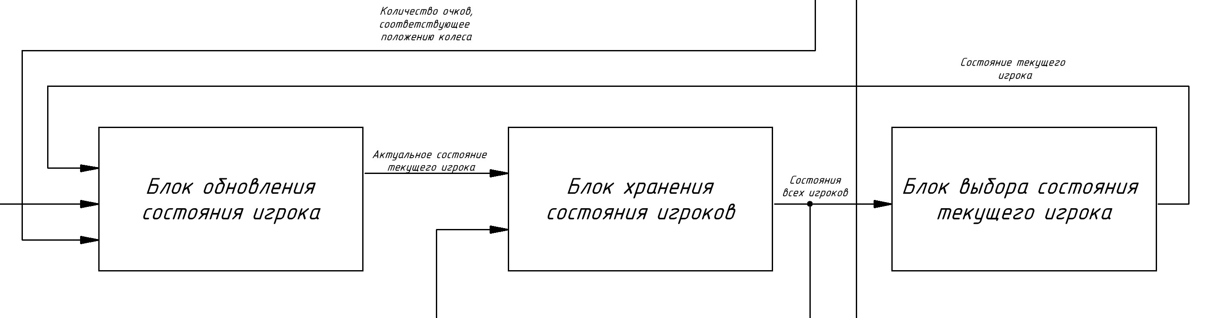 Количество очков,
соответствующее
положению колеса
Состояние текущего
игрока
Блок обновления
состояния игрока
Актуальное состояние
текущего игрока
Блок хранения
состояния игроков
Состояния
всех игроков
Блок выбора состояния
текущего игрока